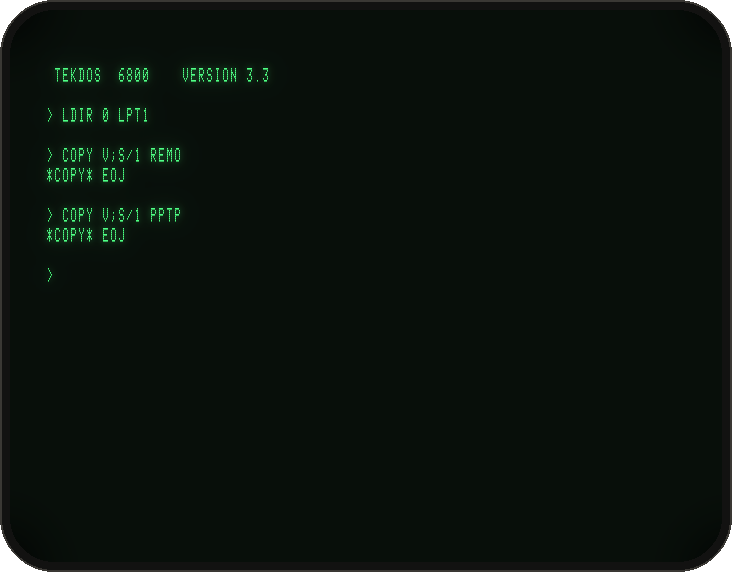 TEKDOS  6800    VERSION 3.3
> LDIR 0 LPT1
> COPY V;S/1 REMO
*COPY* EOJ
> COPY V;S/1 PPTP
*COPY* EOJ
>